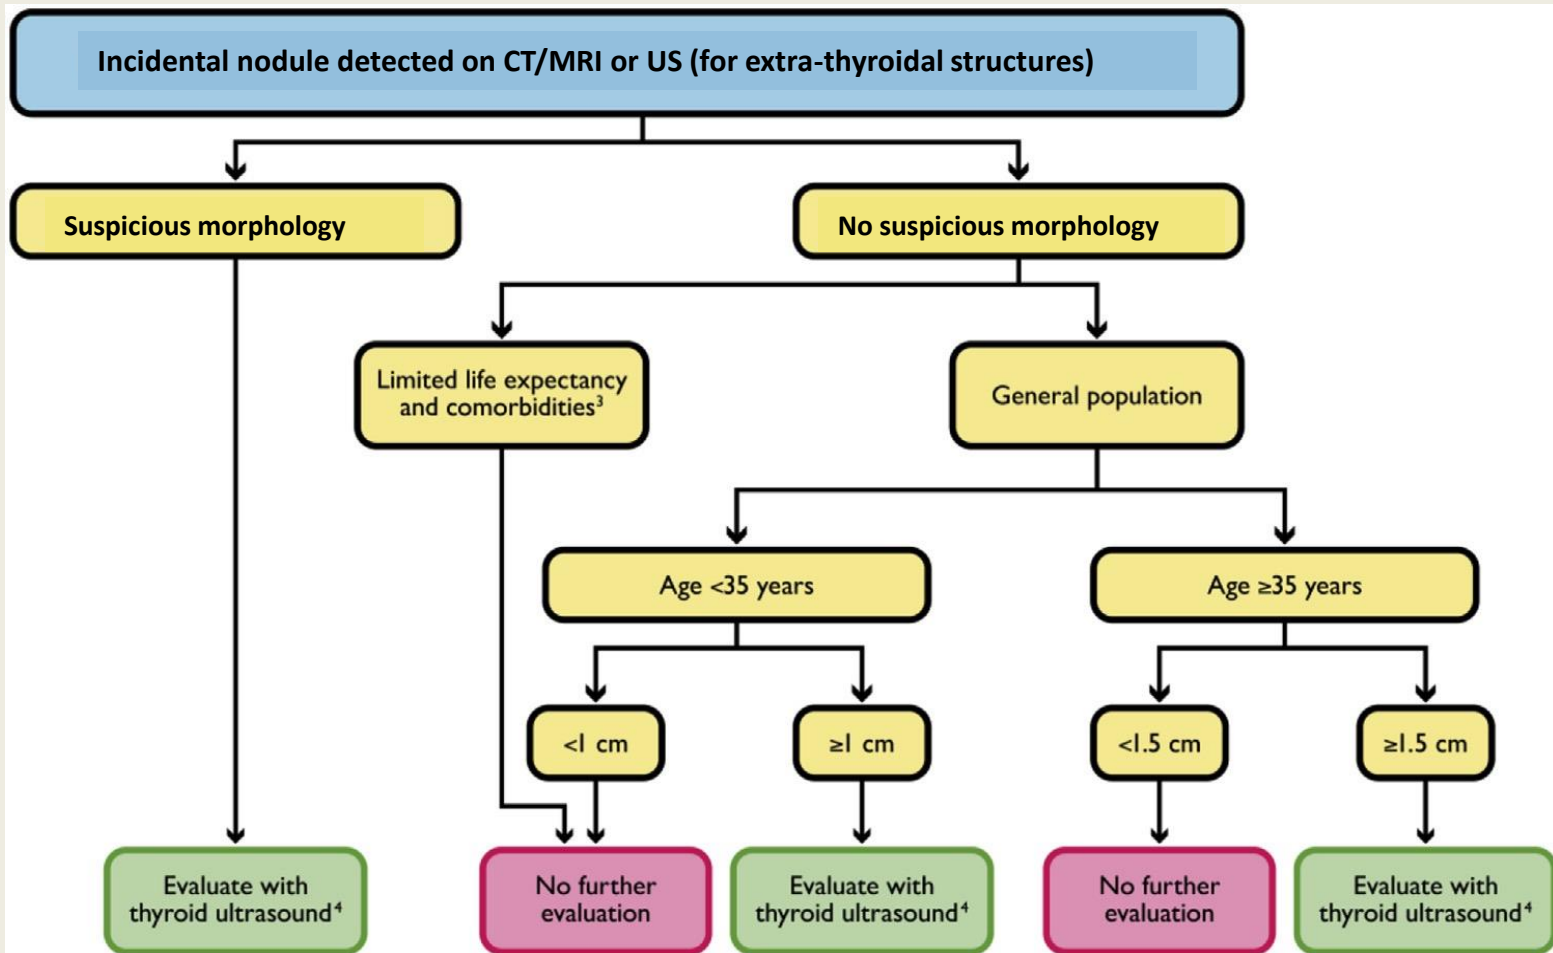 Incidental nodule detected on CT/MRI or US (for extra-thyroidal structures)
Suspicious morphology
No suspicious morphology
Limited life expectancy
and comorbidities³
General population
Age <35 years
Age ≥35 years
<1 cm
≥1 cm
<1.5 cm
≥1.5 cm
Evaluate with
thyroid ultrasound⁴
No further
evaluation
Evaluate with
thyroid ultrasound⁴
No further
evaluation
Evaluate with
thyroid ultrasound⁴